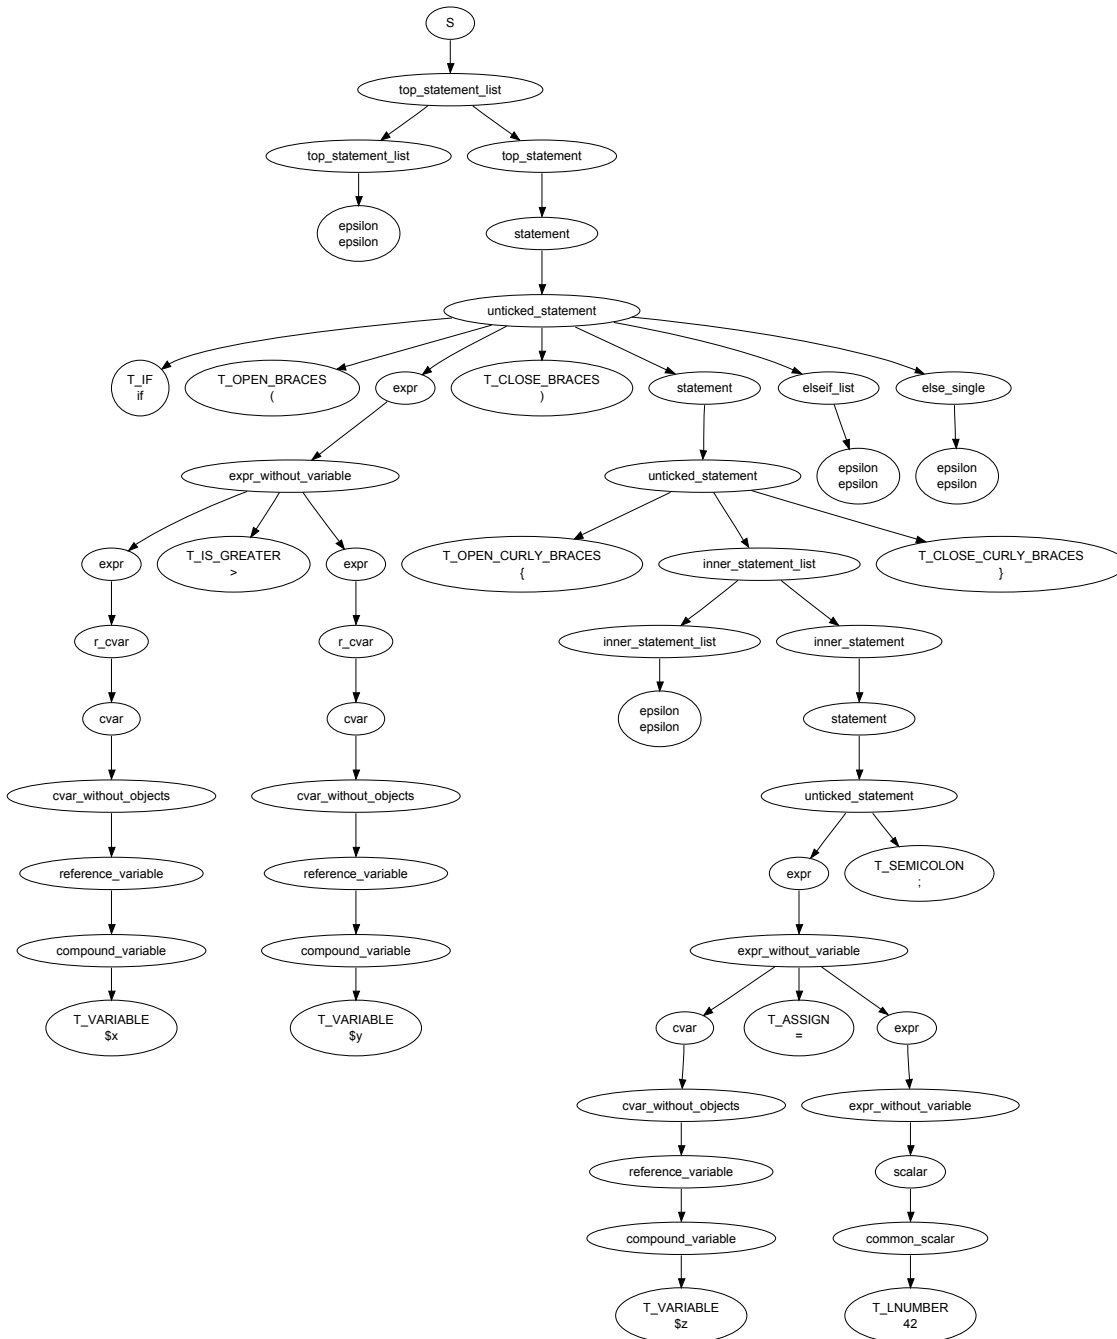 S
top_statement_list
top_statement_list
top_statement
epsilon
epsilon
statement
unticked_statement
T_IF
if
T_OPEN_BRACES
(
expr
T_CLOSE_BRACES
)
statement
elseif_list
else_single
expr_without_variable
unticked_statement
epsilon
epsilon
epsilon
epsilon
expr
T_IS_GREATER
>
expr
T_OPEN_CURLY_BRACES
{
inner_statement_list
T_CLOSE_CURLY_BRACES
}
r_cvar
r_cvar
inner_statement_list
inner_statement
cvar
cvar
epsilon
epsilon
statement
cvar_without_objects
cvar_without_objects
unticked_statement
reference_variable
reference_variable
expr
T_SEMICOLON
;
compound_variable
compound_variable
expr_without_variable
T_VARIABLE
$x
T_VARIABLE
$y
cvar
T_ASSIGN
=
expr
cvar_without_objects
expr_without_variable
reference_variable
scalar
compound_variable
common_scalar
T_VARIABLE
$z
T_LNUMBER
42